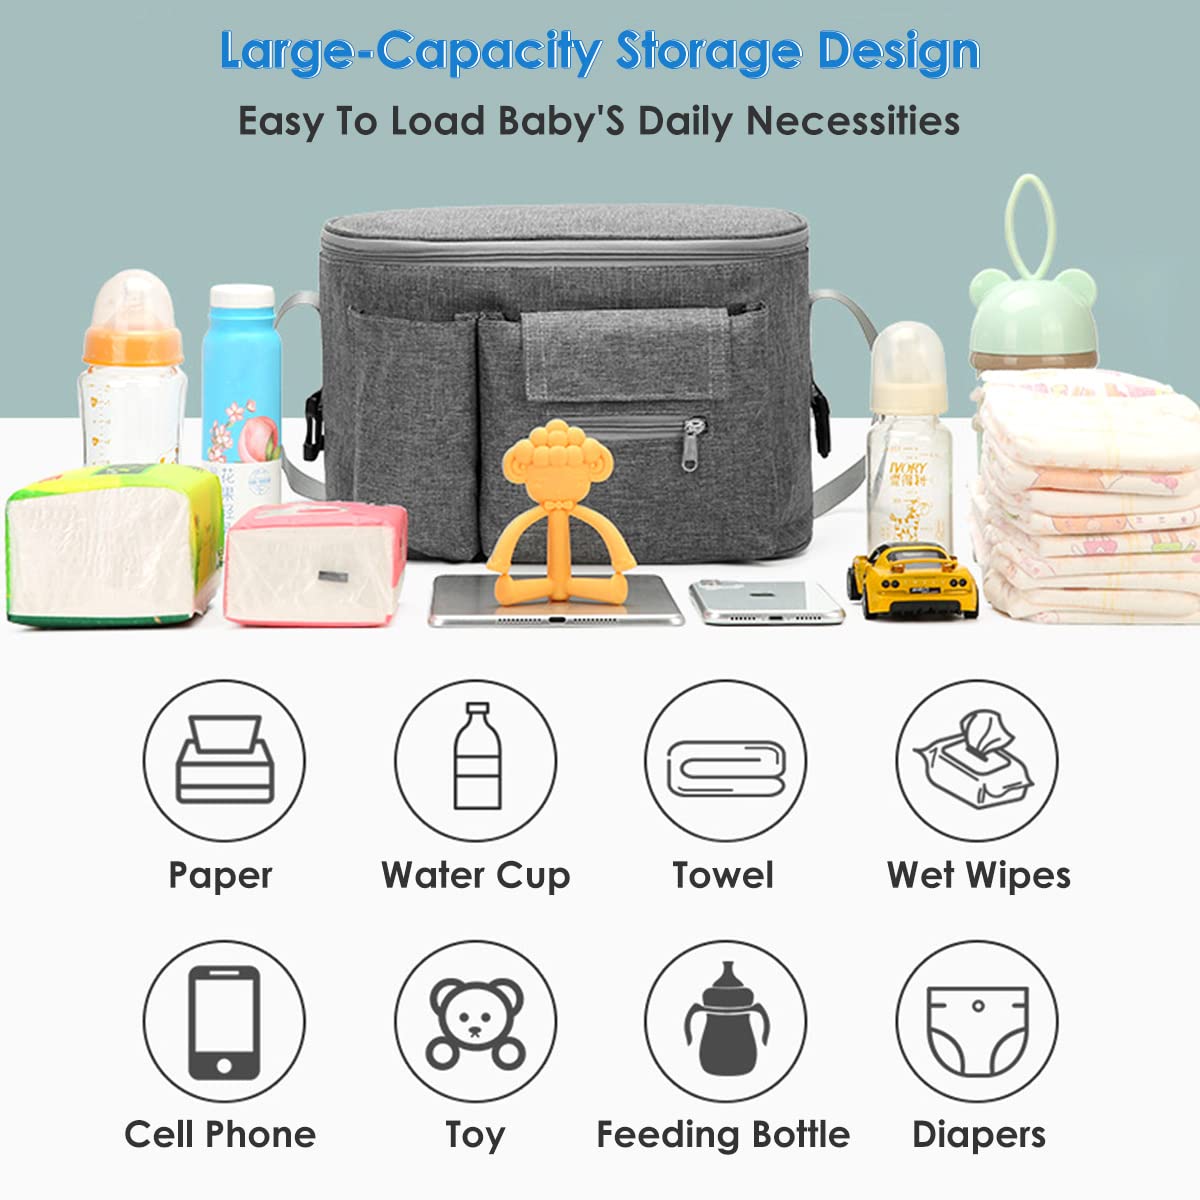 Large-Capacity Storage Design
Easy To Load Baby'S Daily Necessities
IVORY
Paper
Water Cup
Towel
Wet Wipes
Cell Phone
Toy
Feeding Bottle
Diapers